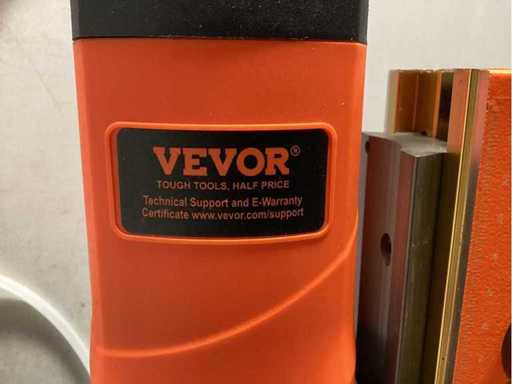 VEVOR®
TOUGH TOOLS, HALF PRICE
Technical Support and E-Warranty
Certificate www.vevor.com/support